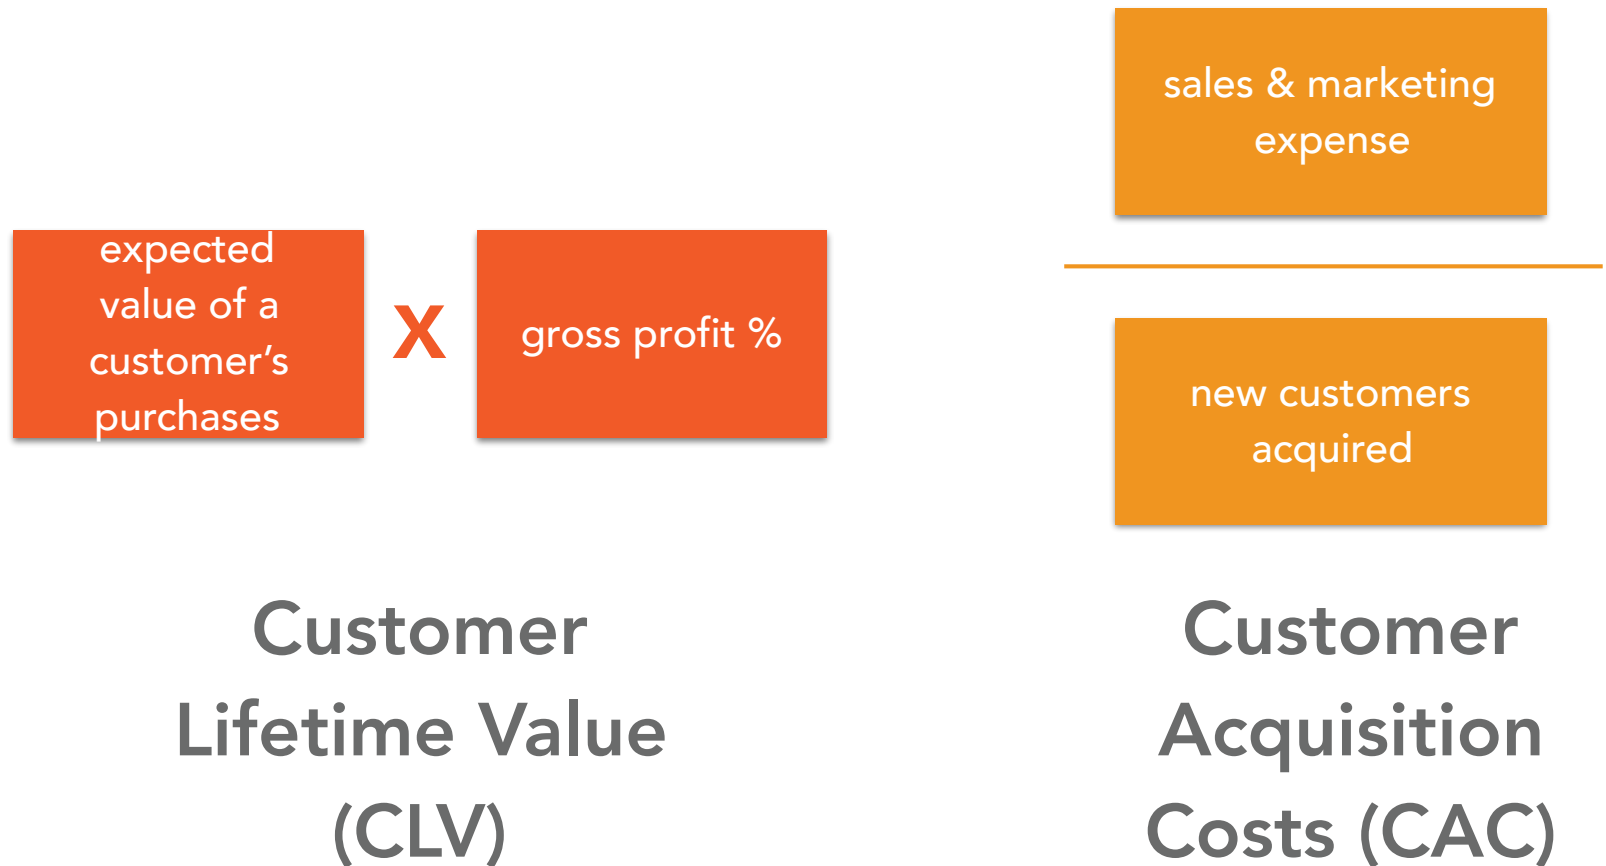 expected
value of a
customer’s
purchases
X
gross profit %
Customer
Lifetime Value
(CLV)
sales & marketing
expense
new customers
acquired
Customer
Acquisition
Costs (CAC)